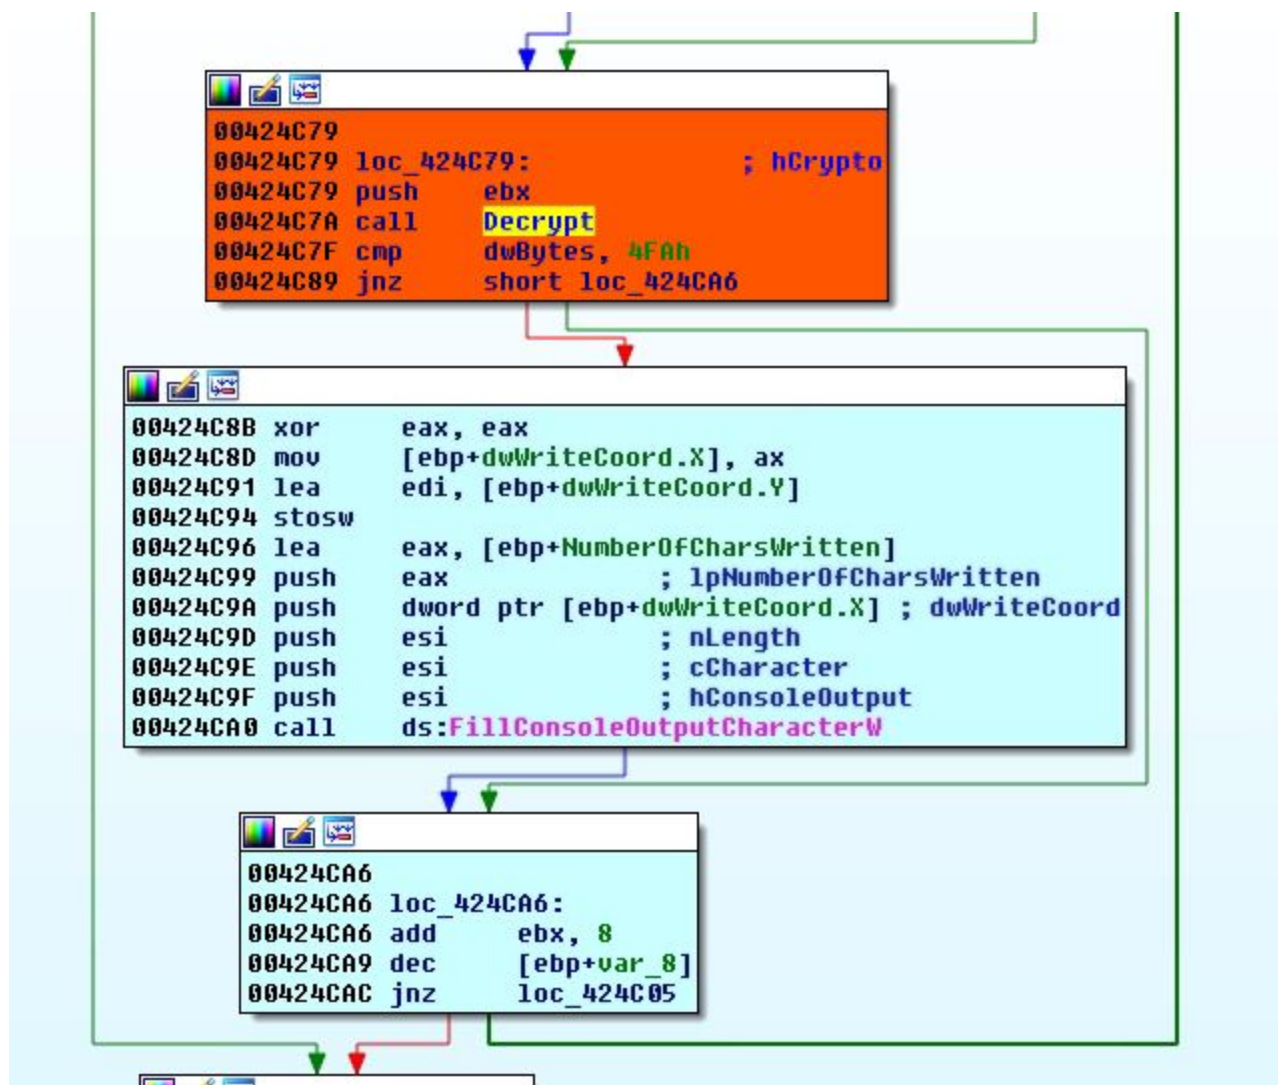 00424C79
00424C79 loc_424C79: ; hCrypto
00424C79 push ebx
00424C7A call Decrypt
00424C7F cmp dwBytes, 4FAh
00424C89 jnz short loc_424CA6
00424C8B xor eax, eax
00424C8D mov [ebp+dwWriteCoord.X], ax
00424C91 lea edi, [ebp+dwWriteCoord.Y]
00424C94 stosw
00424C96 lea eax, [ebp+NumberOfCharsWritten]
00424C99 push eax ; lpNumberOfCharsWritten
00424C9A push dword ptr [ebp+dwWriteCoord.X] ; dwWriteCoord
00424C9D push esi ; nLength
00424C9E push esi ; cCharacter
00424C9F push esi ; hConsoleOutput
00424CA0 call ds:FillConsoleOutputCharacterW
00424CA6
00424CA6 loc_424CA6:
00424CA6 add ebx, 8
00424CA9 dec [ebp+var_8]
00424CAC jnz loc_424C05